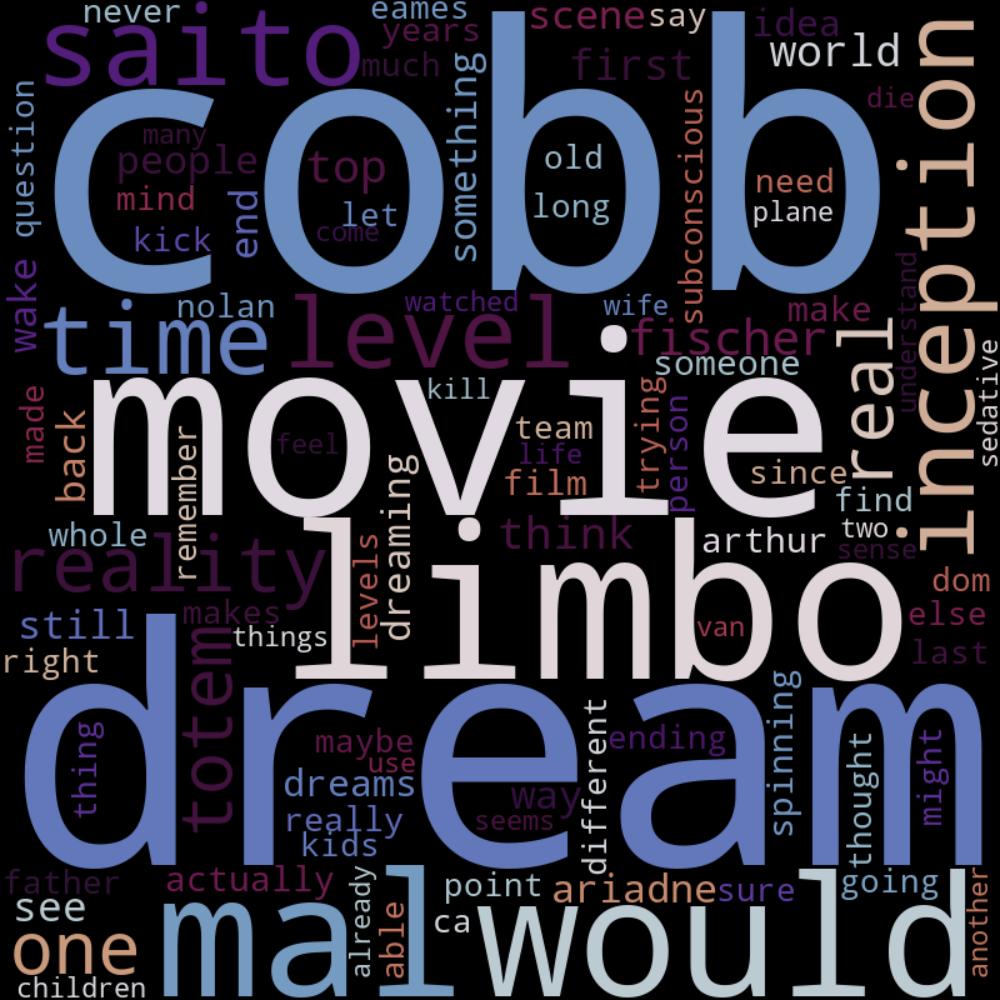 never
eames
scene
say
idea
saito
years
much
first
world
inception
cobb
something
die
question
many
people
top
old
subconscious
need
mind
let
long
plane
end
kick
come
wake
nolan
watched
wife
make
understand
time
level
fischer
real
someone
sedative
movie
kill
made
back
remember
feel
team
life
trying
person
film
since
find
dreaming
whole
think
arthur
two
sense
reality
limbo
levels
dom
still
makes
things
van
else
right
last
totem
dream
spinning
different
ending
thing
maybe
use
dreams
way
thought
might
really
seems
kids
father
actually
already
point
ariadne
sure
going
another
see
mal
able
ca
would
one
children